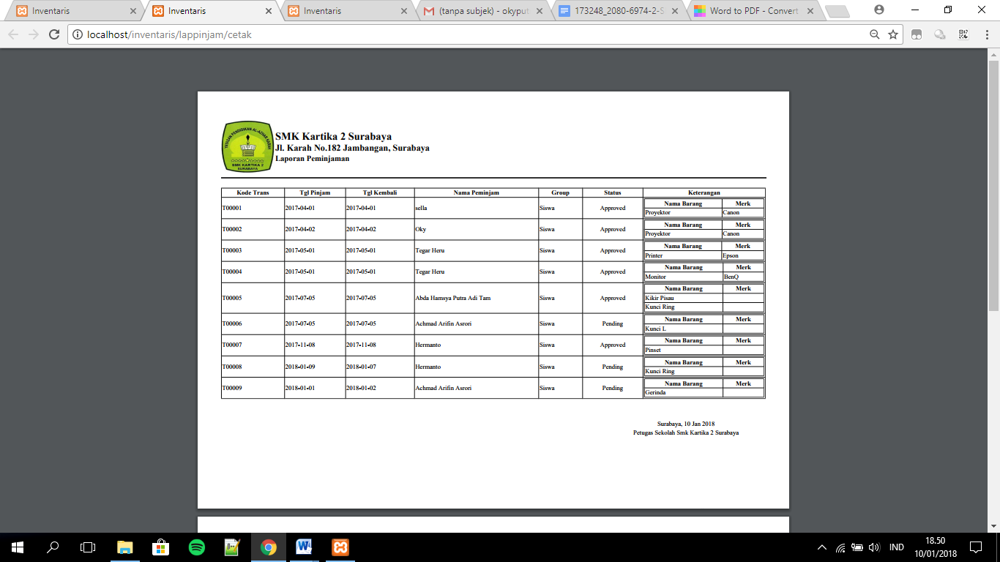 Inventaris
Inventaris
Inventaris
(tanpa subjek) - okyput
173248_2080-6974-2-S
Word to PDF - Convert
localhost/inventaris/lappinjam/cetak
YAYASAN PENDIDIKAN AL-AZHAR KARAH
SMK KARTIKA 2
SURABAYA
SMK Kartika 2 Surabaya
Jl. Karah No.182 Jambangan, Surabaya
Laporan Peminjaman
Kode Trans Tgl Pinjam Tgl Kembali Nama Peminjam Group Status Keterangan
Nama Barang Merk
T00001 2017-04-01 2017-04-01 sella Siswa Approved
Proyektor Canon
Nama Barang Merk
T00002 2017-04-02 2017-04-02 Oky Siswa Approved
Proyektor Canon
Nama Barang Merk
T00003 2017-05-01 2017-05-01 Tegar Heru Siswa Approved
Printer Epson
Nama Barang Merk
T00004 2017-05-01 2017-05-01 Tegar Heru Siswa Approved
Monitor BenQ
Nama Barang Merk
T00005 2017-07-05 2017-07-05 Abda Hamsya Putra Adi Tam Siswa Approved Kikir Pisau
Kunci Ring
Nama Barang Merk
T00006 2017-07-05 2017-07-05 Achmad Arifin Asrori Siswa Pending
Kunci L
Nama Barang Merk
T00007 2017-11-08 2017-11-08 Hermanto Siswa Approved
Pinset
Nama Barang Merk
T00008 2018-01-09 2018-01-07 Hermanto Siswa Pending
Kunci Ring
Nama Barang Merk
T00009 2018-01-01 2018-01-02 Achmad Arifin Asrori Siswa Pending
Gerinda
Surabaya, 10 Jan 2018
Petugas Sekolah Smk Kartika 2 Surabaya
IND
18.50
10/01/2018